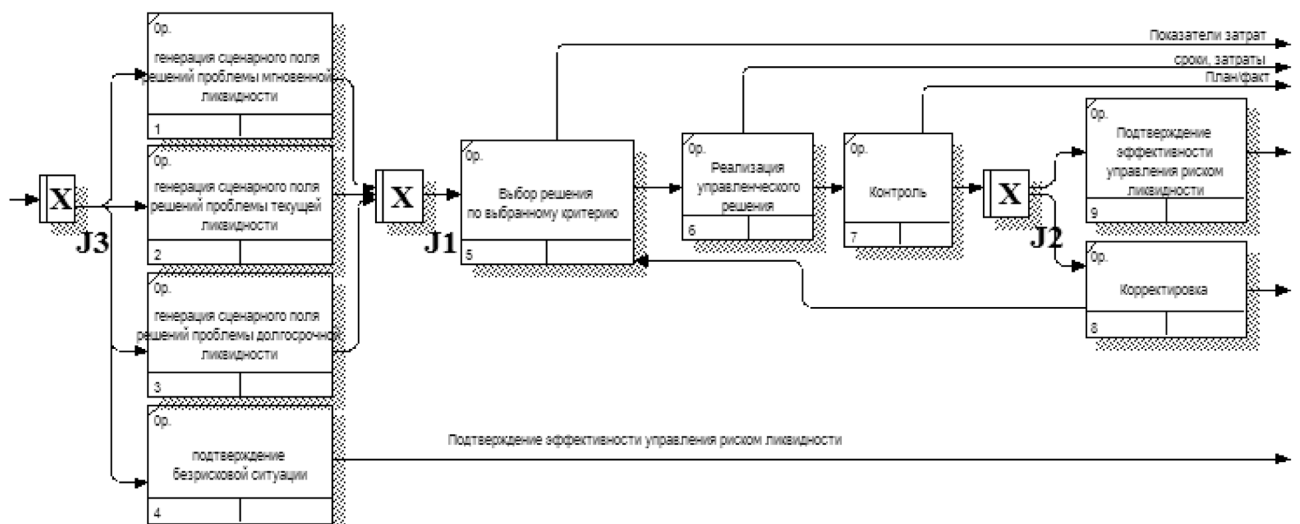 0р.
генерация сценарного поля
решений проблемы мгновенной
ликвидности
1
0р.
генерация сценарного поля
решений проблемы текущей
ликвидности
2
0р.
генерация сценарного поля
решений проблемы долгосрочной
ликвидности
3
0р.
подтверждение
безрисковой ситуации
4
X
J3
X
J1
0р.
Выбор решения
по выбранному критерию
5
0р.
Реализация
управленческого
решения
6
0р.
Контроль
7
X
J2
0р.
Подтверждение
эффективности
управления риском
ликвидности
9
0р.
Корректировка
8
Показатели затрат
сроки, затраты
План/факт
Подтверждение эффективности управления риском ликвидности